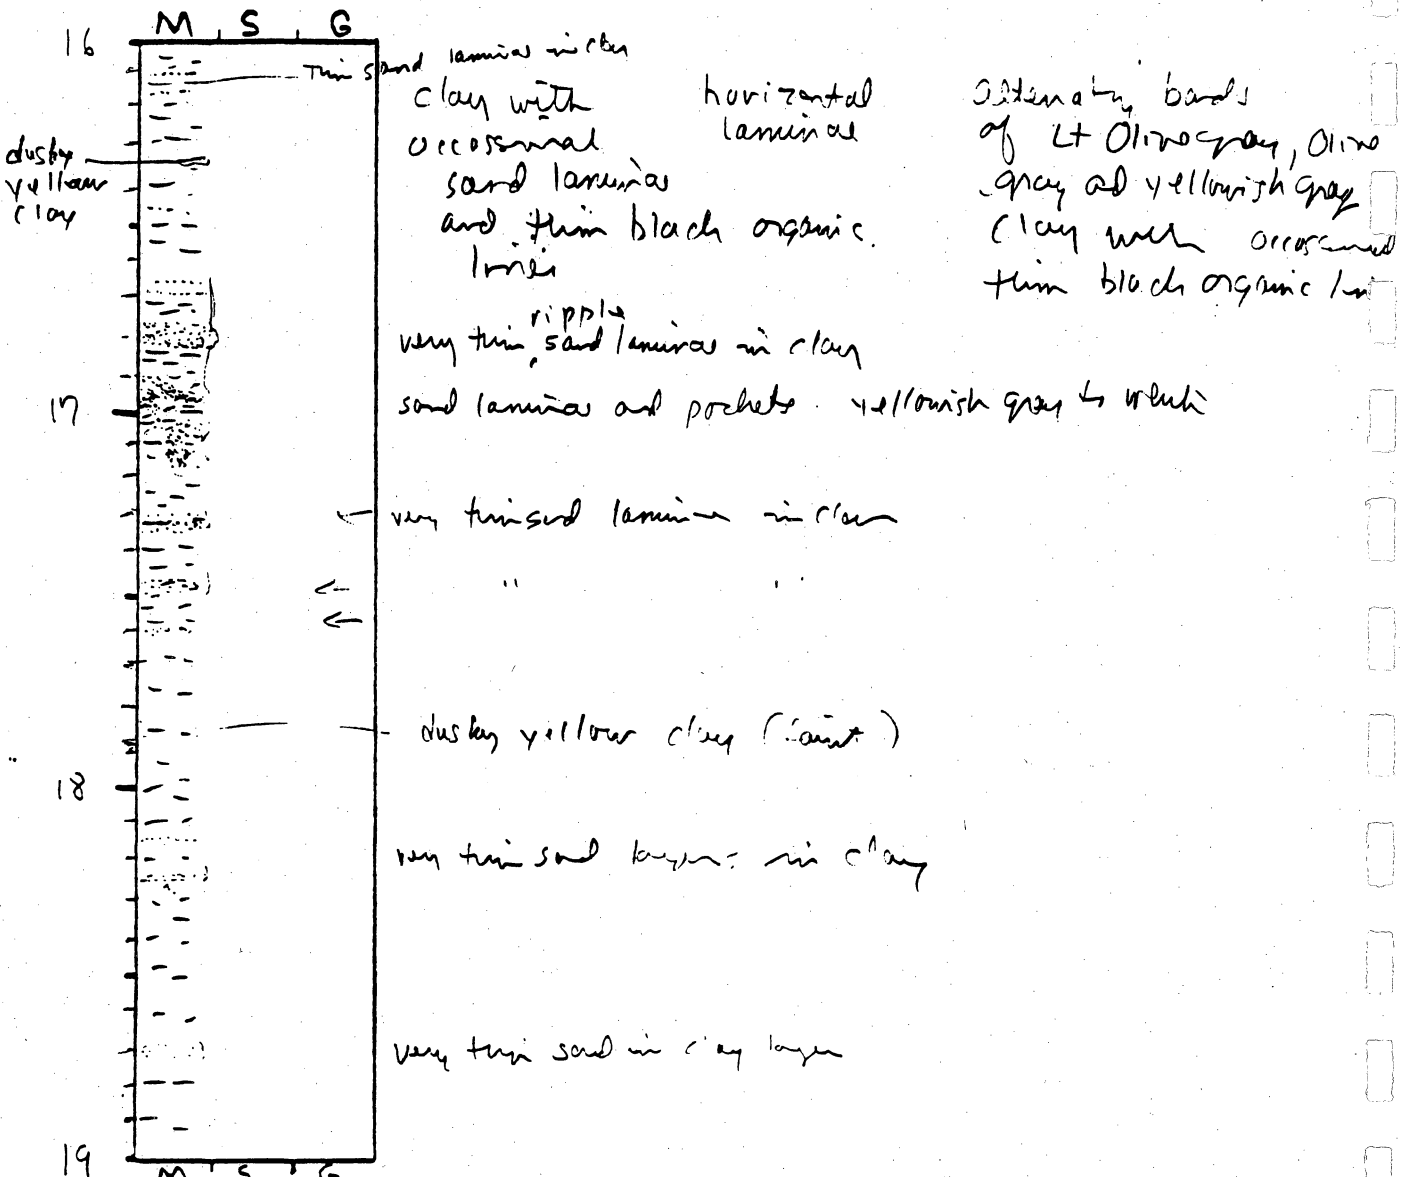 M S G
16
thin sand laminae in clay
clay with horizontal alternating bands
occassional laminae of Lt Olive gray, olive
dusky yellow clay
sand laminae gray and yellowish gray
and thin black organic clay with occassional
lines thin black organic lin
ripple
very thin sand laminae in clay
17
sand laminae and pockets. yellowish gray to white
very thin sand laminae in clay
" "
dusky yellow clay (faint)
18
very thin sand layers in clay
very thin sand in clay layer
19
M S G